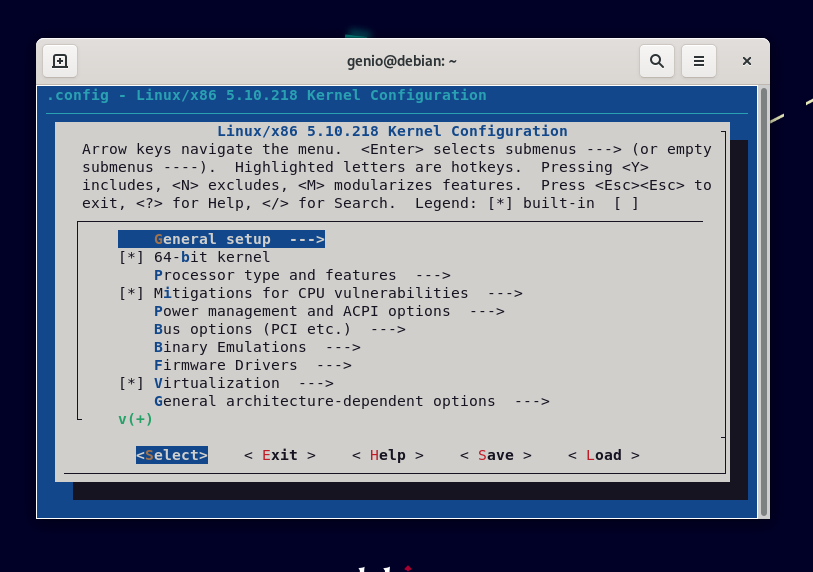 genio@debian: ~
.config - Linux/x86 5.10.218 Kernel Configuration
Linux/x86 5.10.218 Kernel Configuration
Arrow keys navigate the menu.  <Enter> selects submenus ---> (or empty
submenus ----).  Highlighted letters are hotkeys.  Pressing <Y>
includes, <N> excludes, <M> modularizes features.  Press <Esc><Esc> to
exit, <?> for Help, </> for Search.  Legend: [*] built-in  [ ]
General setup  --->
[*] 64-bit kernel
Processor type and features  --->
[*] Mitigations for CPU vulnerabilities  --->
Power management and ACPI options  --->
Bus options (PCI etc.)  --->
Binary Emulations  --->
Firmware Drivers  --->
[*] Virtualization  --->
General architecture-dependent options  --->
v(+)
<Select>    < Exit >    < Help >    < Save >    < Load >